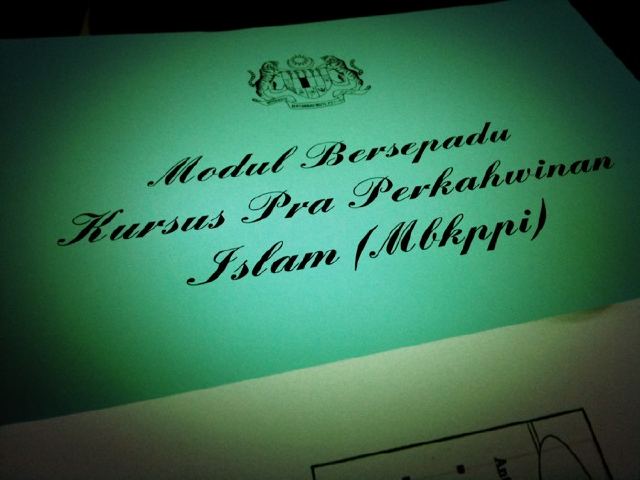 Modul Bersepadu
Kursus Pra Perkahwinan
Islam (Mbkppi)